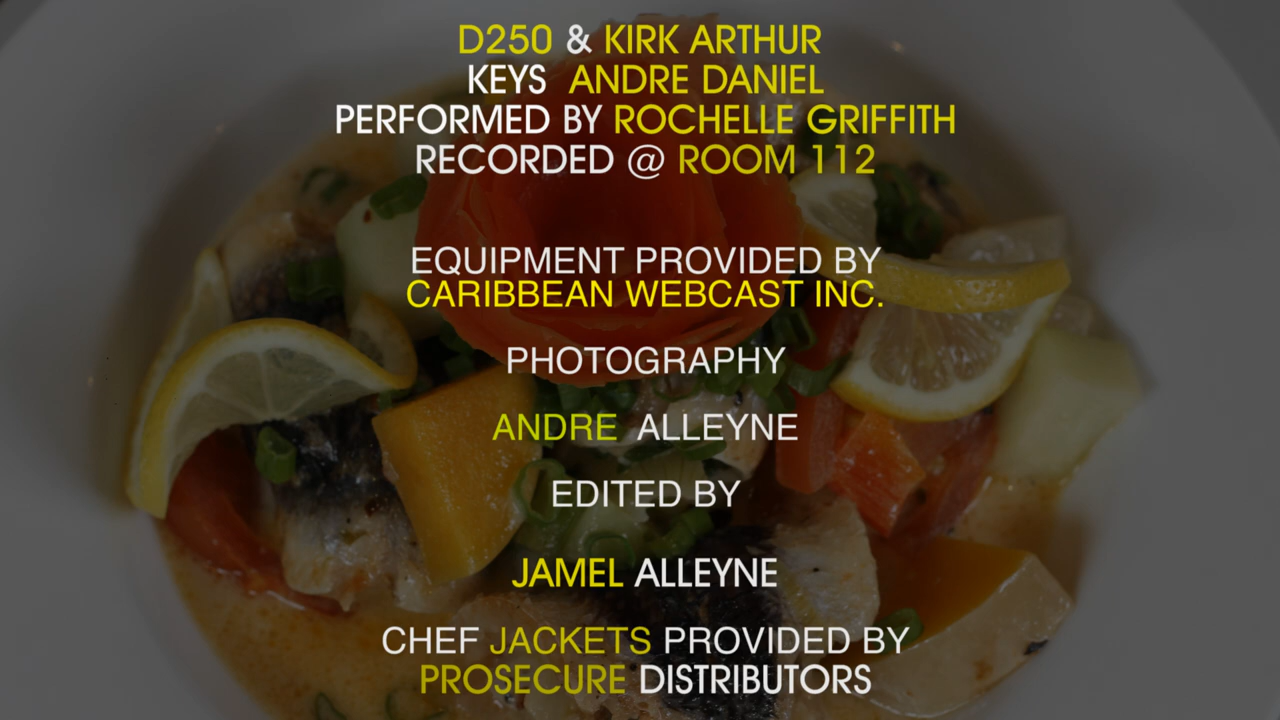 D250 & KIRK ARTHUR
KEYS ANDRE DANIEL
PERFORMED BY ROCHELLE GRIFFITH
RECORDED @ ROOM 112
EQUIPMENT PROVIDED BY
CARIBBEAN WEBCAST INC.
PHOTOGRAPHY
ANDRE ALLEYNE
EDITED BY
JAMEL ALLEYNE
CHEF JACKETS PROVIDED BY
PROSECURE DISTRIBUTORS